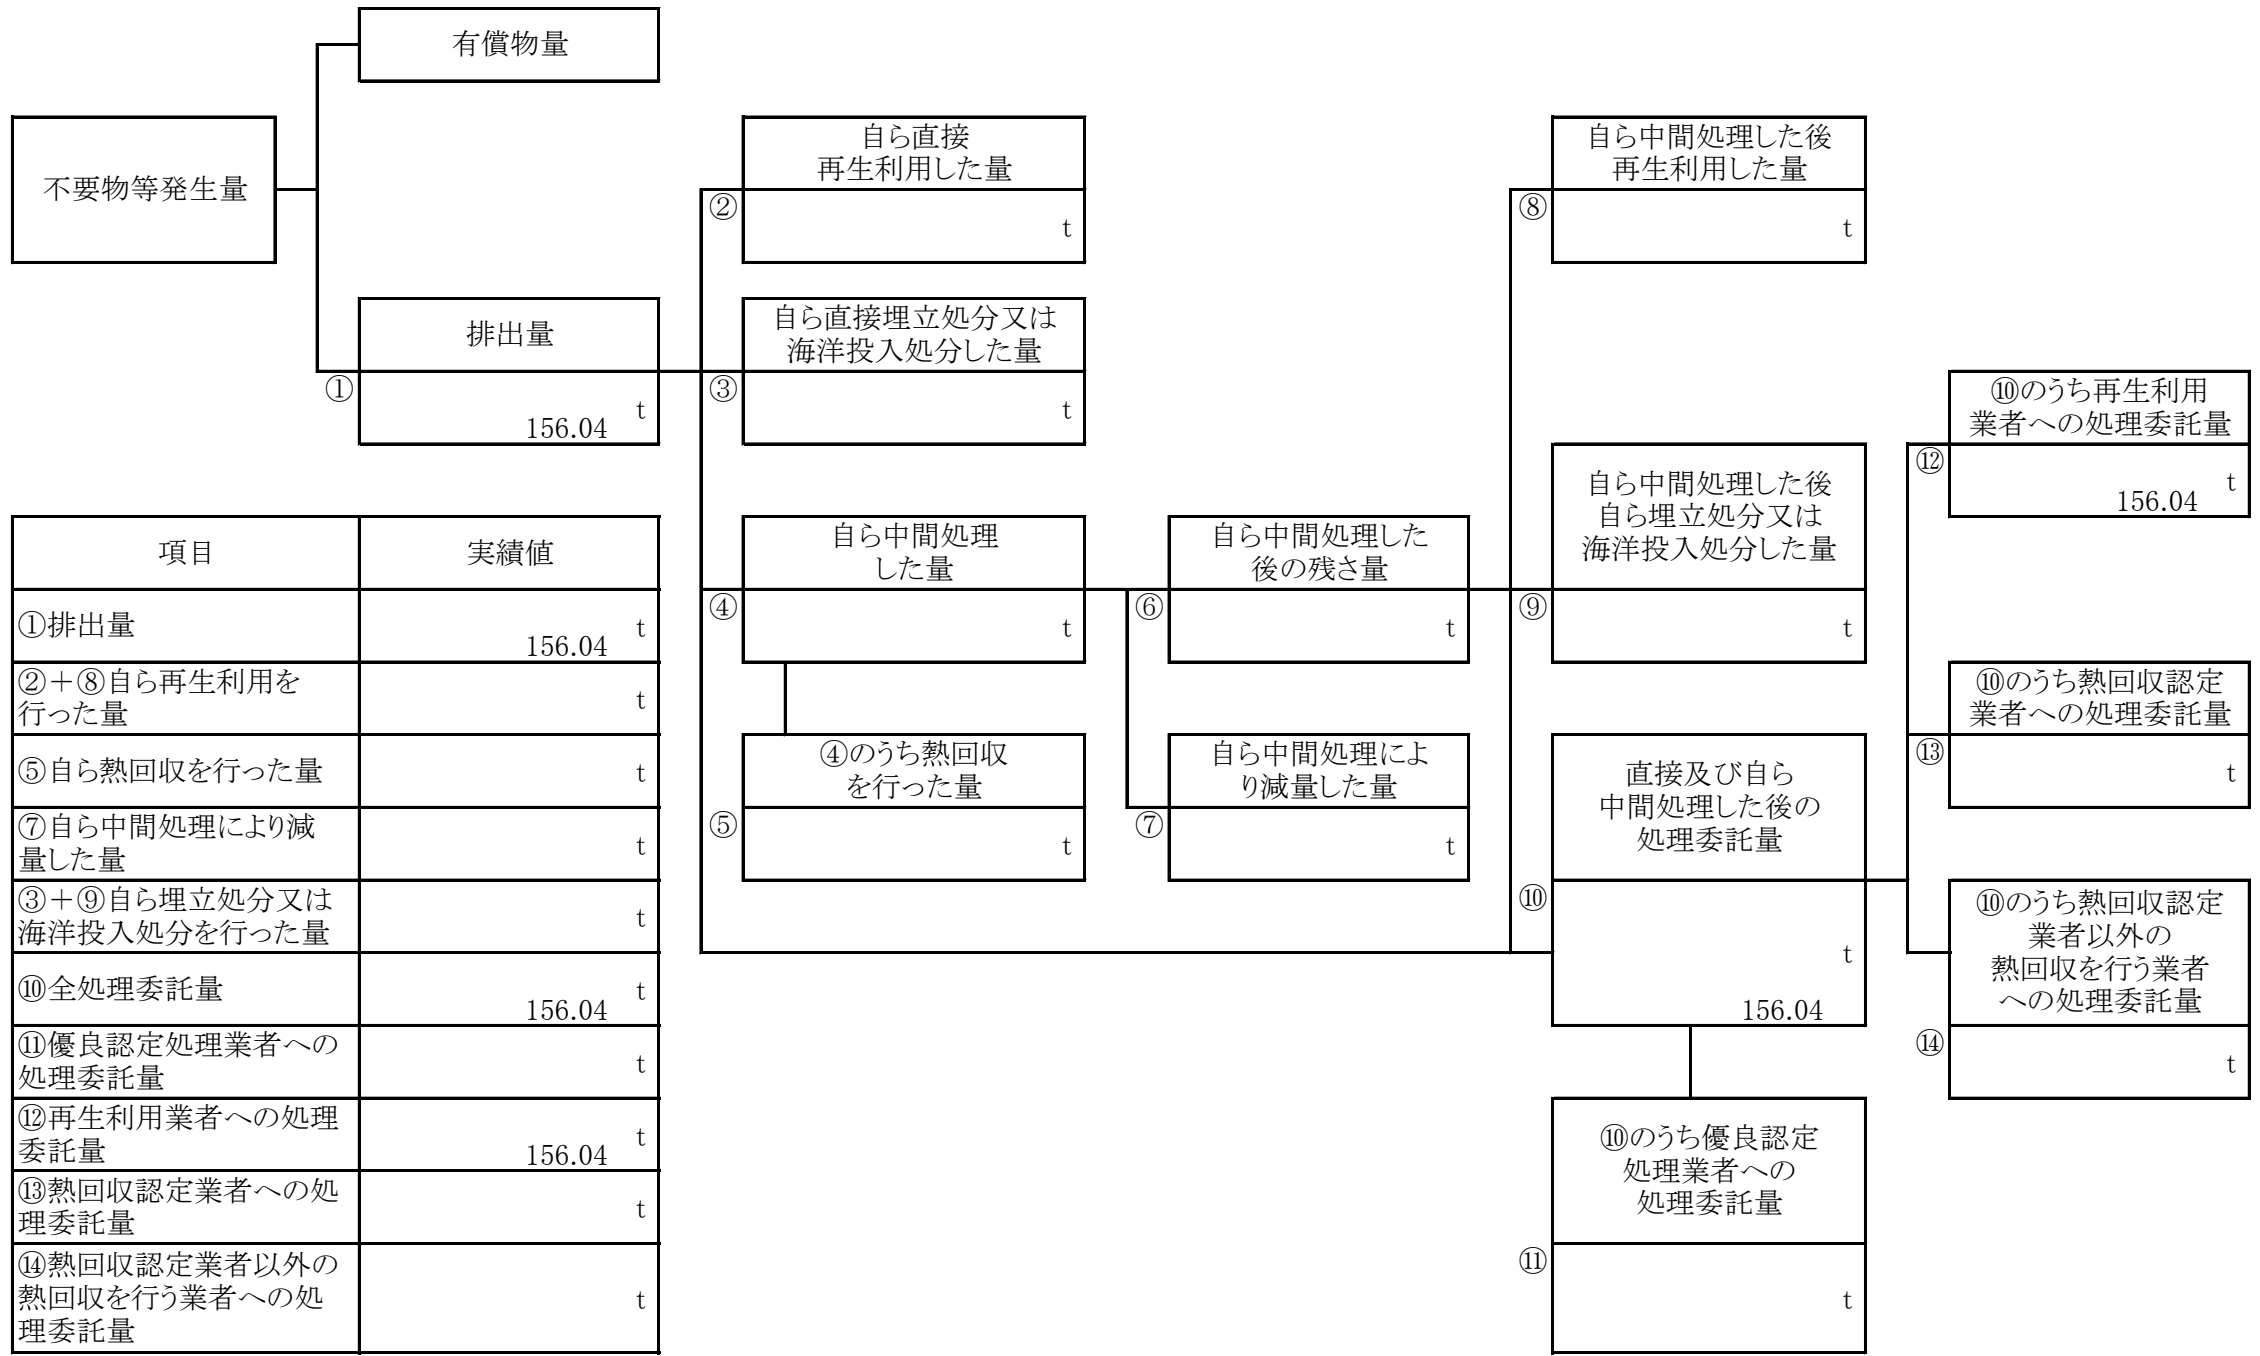 有償物量
不要物等発生量
自ら直接
再生利用した量
②
t
自ら中間処理した後
再生利用した量
⑧
t
排出量
①
t
156.04
自ら直接埋立処分又は
海洋投入処分した量
③
t
⑩のうち再生利用
業者への処理委託量
⑫
t
156.04
自ら中間処理
した量
④
t
自ら中間処理した
後の残さ量
⑥
t
自ら中間処理した後
自ら埋立処分又は
海洋投入処分した量
⑨
t
⑩のうち熱回収認定
業者への処理委託量
⑬
t
④のうち熱回収
を行った量
⑤
t
自ら中間処理によ
り減量した量
⑦
t
直接及び自ら
中間処理した後の
処理委託量
⑩
t
156.04
⑩のうち熱回収認定
業者以外の
熱回収を行う業者
への処理委託量
⑭
t
⑩のうち優良認定
処理業者への
処理委託量
⑪
t
項目 実績値
①排出量 t
156.04
②＋⑧自ら再生利用を
行った量 t
⑤自ら熱回収を行った量 t
⑦自ら中間処理により減
量した量 t
③＋⑨自ら埋立処分又は
海洋投入処分を行った量 t
⑩全処理委託量 t
156.04
⑪優良認定処理業者への
処理委託量 t
⑫再生利用業者への処理
委託量 t
156.04
⑬熱回収認定業者への処
理委託量 t
⑭熱回収認定業者以外の
熱回収を行う業者への処 t
理委託量